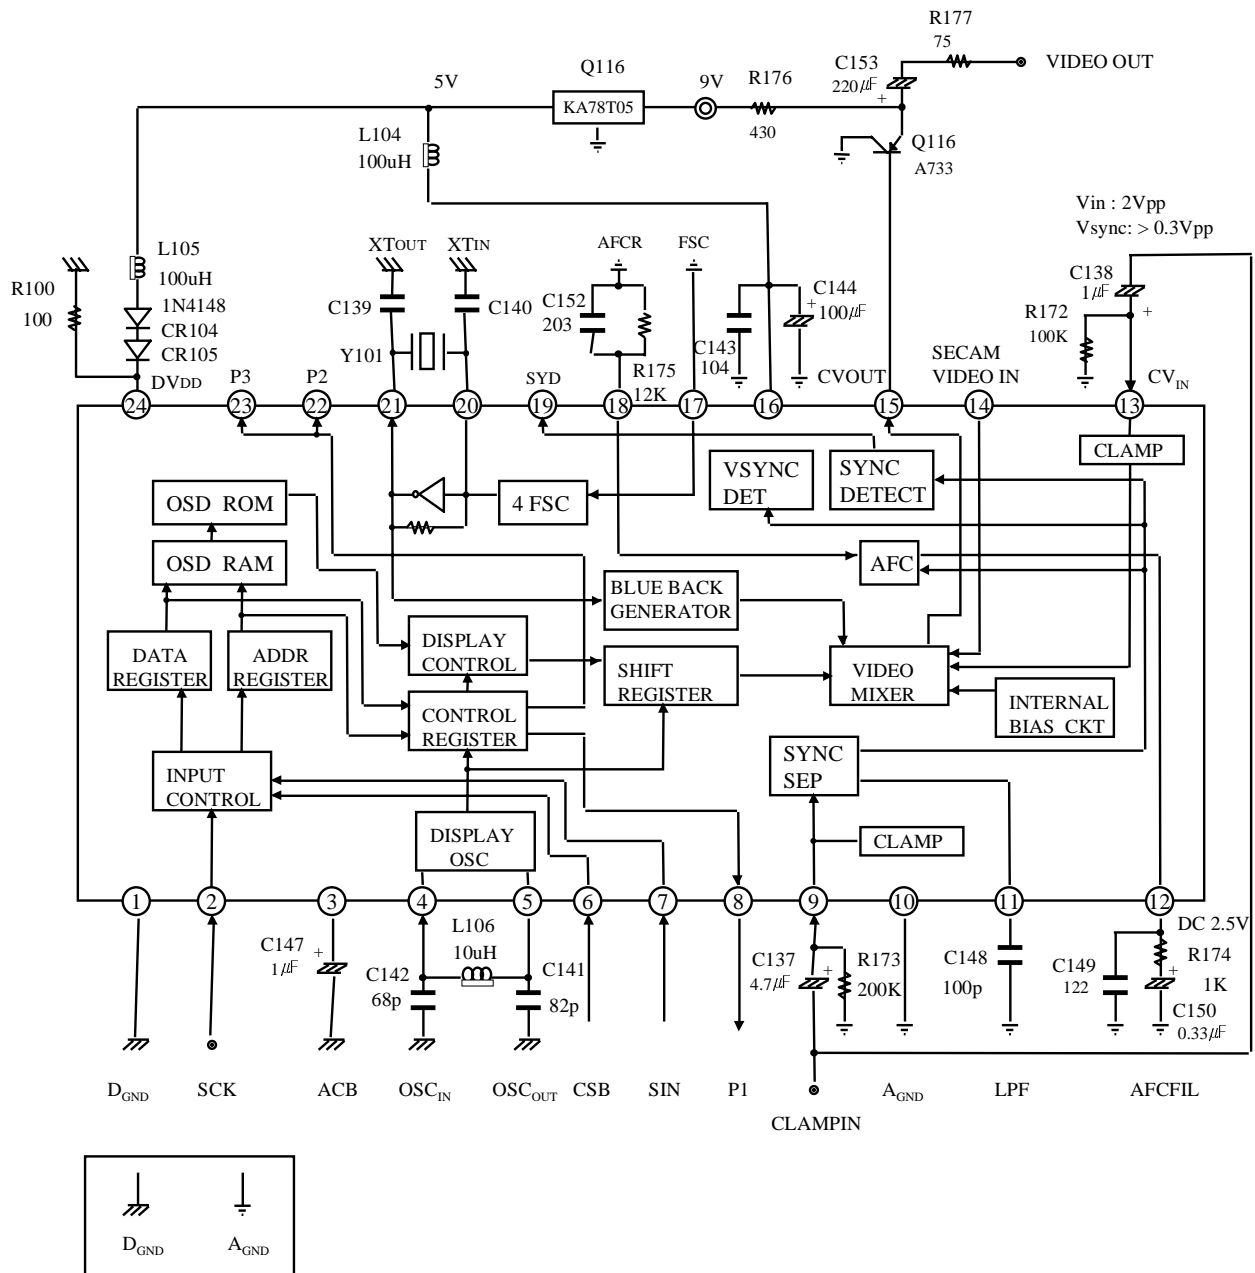 R177
75
VIDEO OUT
C153
220µF
+
5V
Q116
KA78T05
9V
R176
430
Q116
A733
L104
100uH
Vin : 2Vpp
Vsync: > 0.3Vpp
L105
100uH
1N4148
CR104
CR105
R100
100
DVDD
P3
P2
XTOUT
XTIN
C139
C140
Y101
AFCR
FSC
C152
203
R175
12K
SYD
C143
104
C144
+
100µF
CVOUT
SECAM
VIDEO IN
C138
1µF
+
R172
100K
CVIN
24
23
22
21
20
19
18
17
16
15
14
13
CLAMP
OSD ROM
OSD RAM
4 FSC
VSYNC
DET
SYNC
DETECT
AFC
BLUE BACK
GENERATOR
DATA
REGISTER
ADDR
REGISTER
DISPLAY
CONTROL
SHIFT
REGISTER
VIDEO
MIXER
CONTROL
REGISTER
INTERNAL
BIAS CKT
INPUT
CONTROL
SYNC
SEP
DISPLAY
OSC
CLAMP
1
2
3
4
5
6
7
8
9
10
11
12
DC 2.5V
C147
1µF
+
L106
10uH
C142
68p
C141
82p
C137
4.7µF
+
R173
200K
C148
100p
C149
122
R174
1K
+
C150
0.33µF
DGND
SCK
ACB
OSCIN
OSCOUT
CSB
SIN
P1
CLAMPIN
AGND
LPF
AFCFIL
DGND
AGND